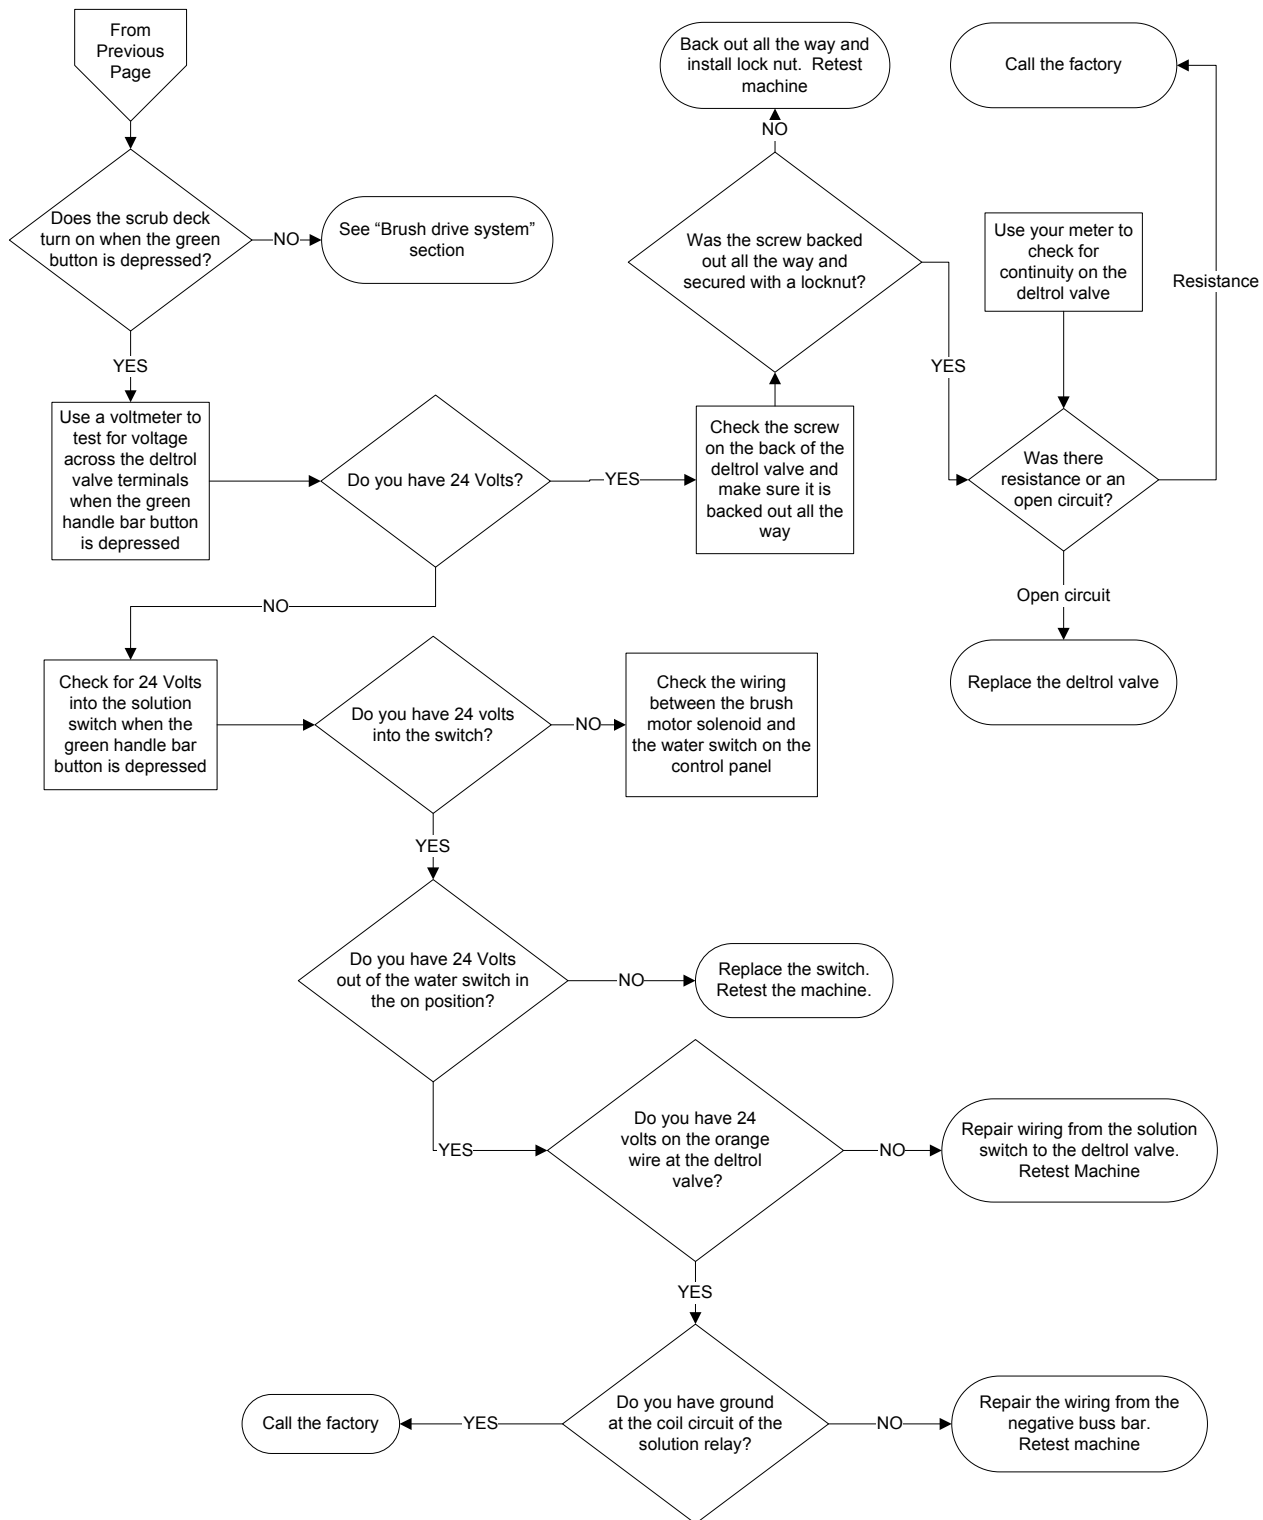 From
Previous
Page
Does the scrub deck
turn on when the green
button is depressed?
NO
See “Brush drive system”
section
YES
Use a voltmeter to
test for voltage
across the deltrol
valve terminals
when the green
handle bar button
is depressed
Do you have 24 Volts?
YES
Check the screw
on the back of the
deltrol valve and
make sure it is
backed out all the
way
Was the screw backed
out all the way and
secured with a locknut?
NO
Back out all the way and
install lock nut.  Retest
machine
YES
Use your meter to
check for
continuity on the
deltrol valve
Was there
resistance or an
open circuit?
Resistance
Call the factory
Open circuit
Replace the deltrol valve
NO
Check for 24 Volts
into the solution
switch when the
green handle bar
button is depressed
Do you have 24 volts
into the switch?
NO
Check the wiring
between the brush
motor solenoid and
the water switch on the
control panel
YES
Do you have 24 Volts
out of the water switch in
the on position?
NO
Replace the switch.
Retest the machine.
YES
Do you have 24
volts on the orange
wire at the deltrol
valve?
NO
Repair wiring from the solution
switch to the deltrol valve.
Retest Machine
YES
Do you have ground
at the coil circuit of the
solution relay?
YES
Call the factory
NO
Repair the wiring from the
negative buss bar.
Retest machine